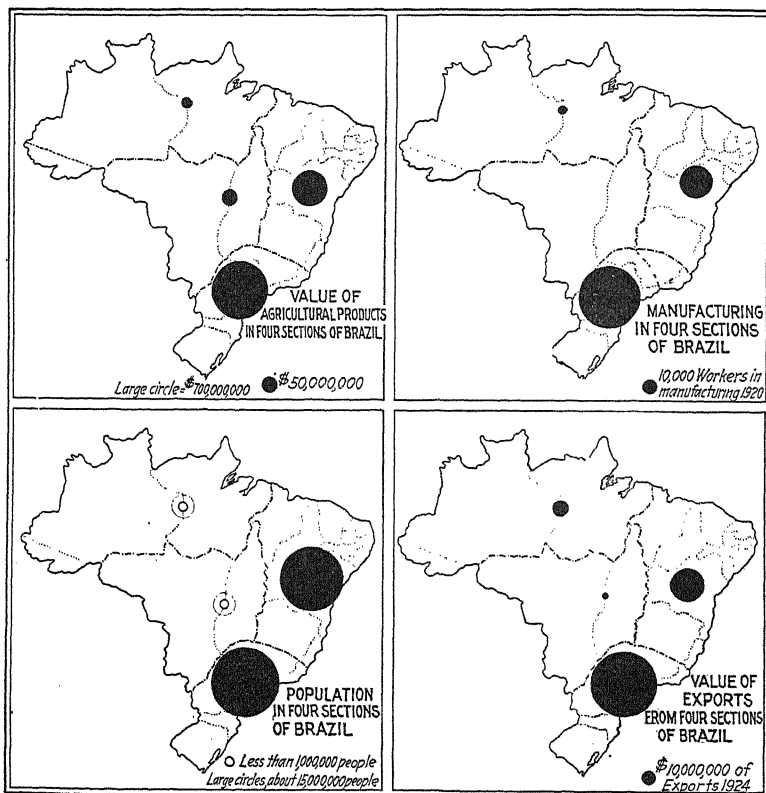 VALUE OF
AGRICULTURAL PRODUCTS
IN FOUR SECTIONS OF BRAZIL
Large circle = $700,000,000
$50,000,000
MANUFACTURING
IN FOUR SECTIONS
OF BRAZIL
10,000 Workers in
manufacturing 1920
POPULATION
IN FOUR SECTIONS
OF BRAZIL
Less than 1,000,000 people
Large circles, about 15,000,000 people
VALUE OF
EXPORTS
FROM FOUR SECTIONS
OF BRAZIL
$10,000,000 of
Exports 1924